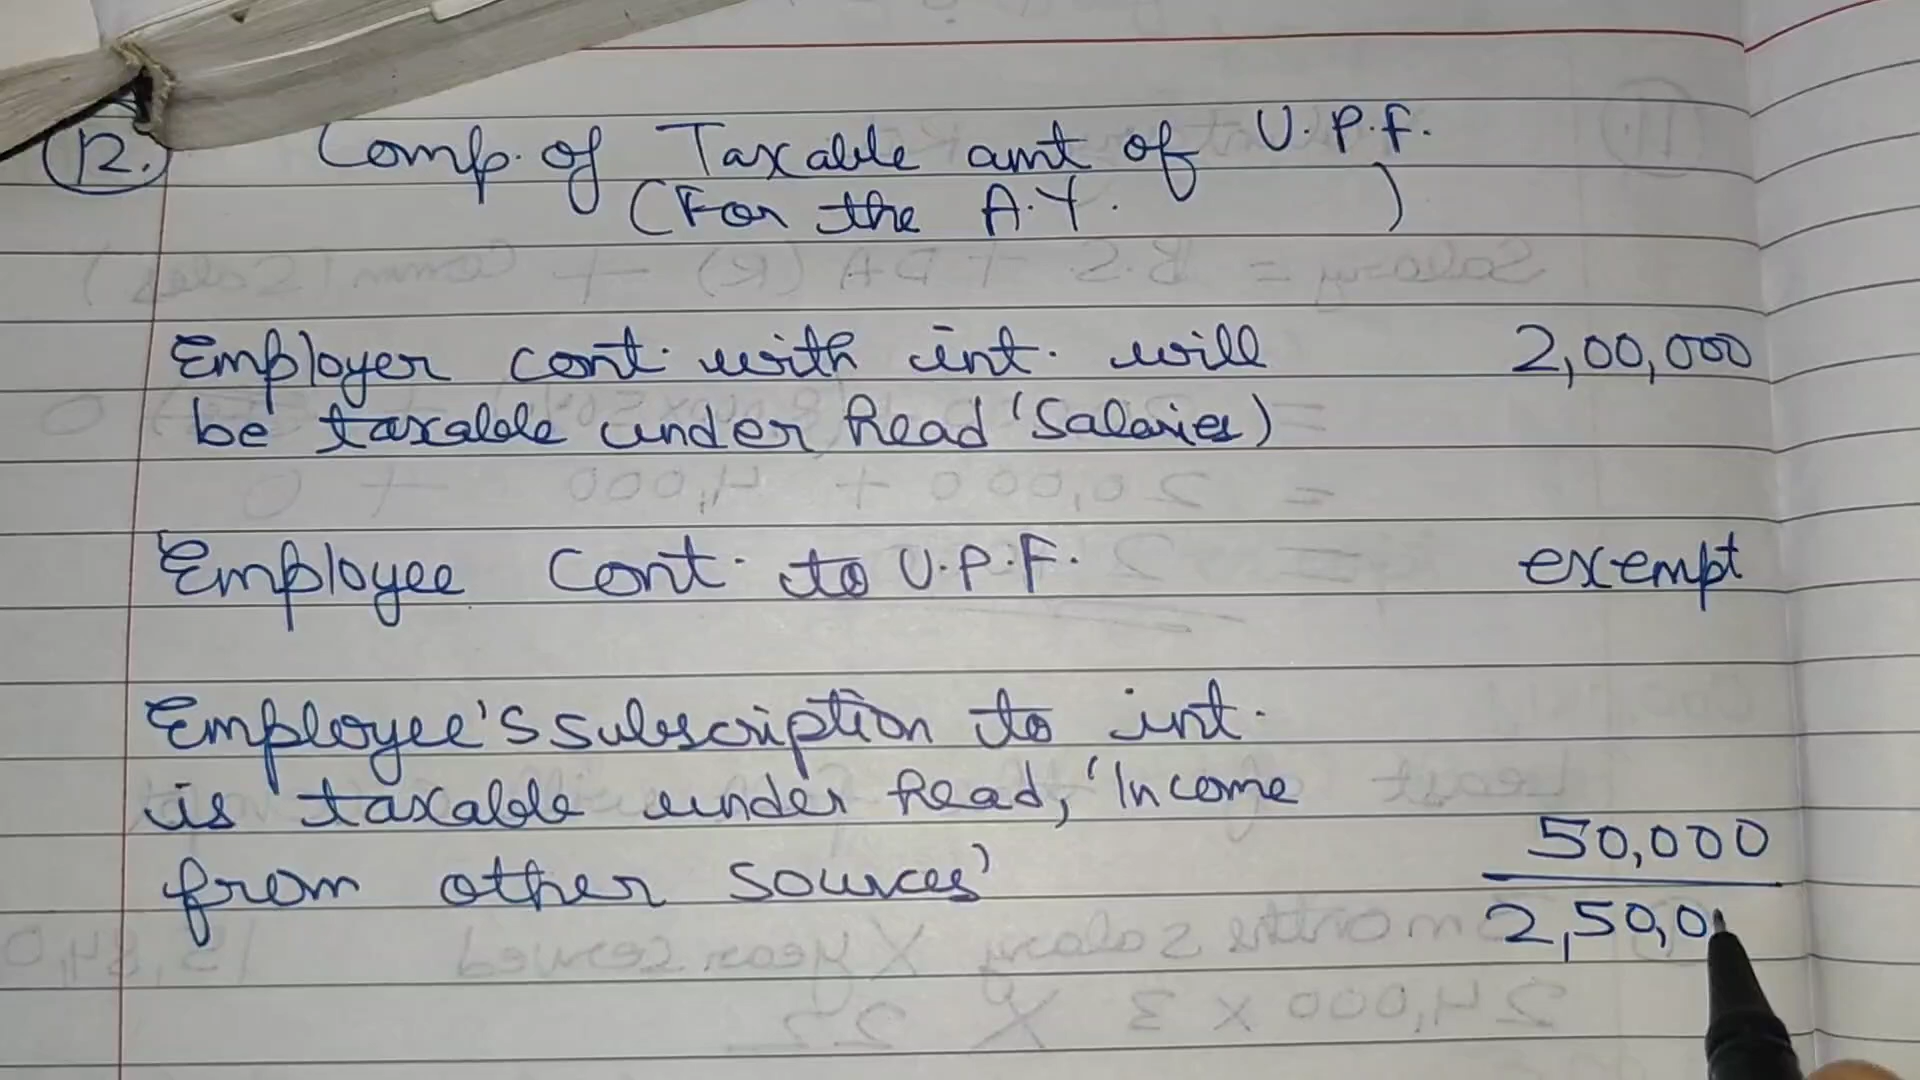 12. Comp. of Taxable amt of U.P.F.
(For the A.Y. )
Employer cont. with int. will 2,00,000
be taxable under head 'Salaries)
Employee Cont. to U.P.F. exempt
Employee's subscription to int.
is taxable under head, 'Income
from other sources' 50,000
2,50,0